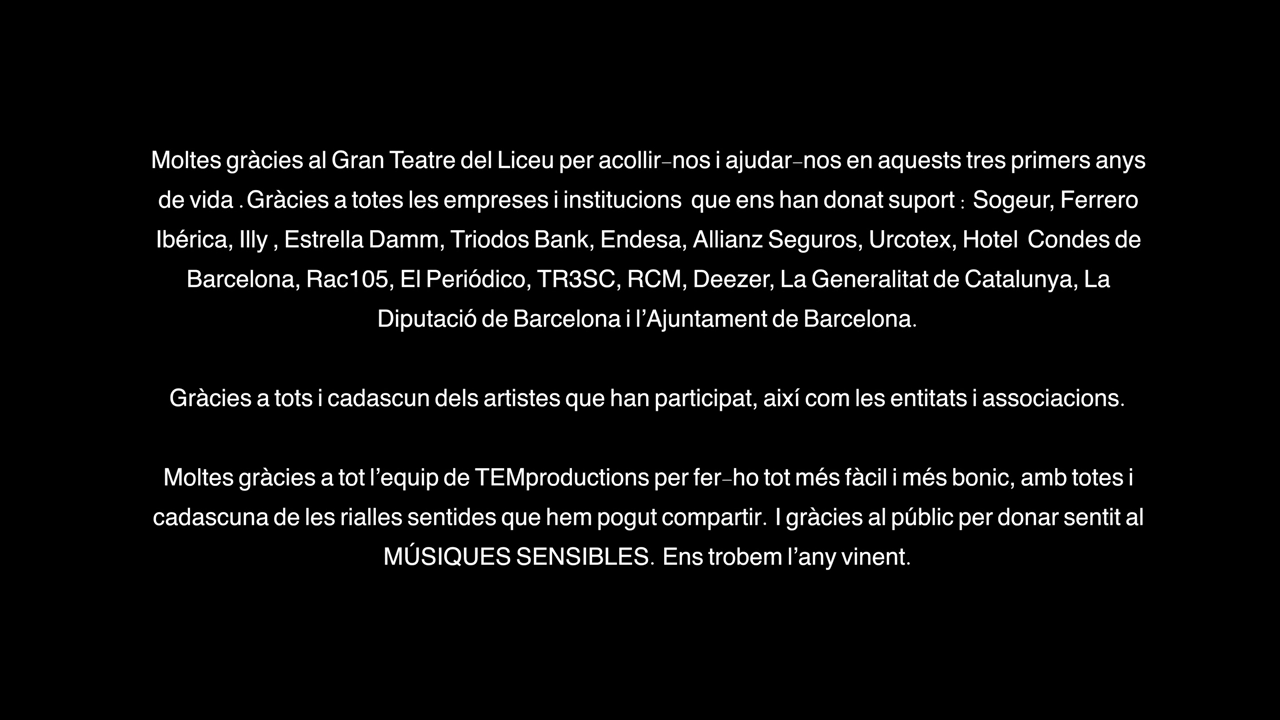 Moltes gràcies al Gran Teatre del Liceu per acollir-nos i ajudar-nos en aquests tres primers anys
de vida .Gràcies a totes les empreses i institucions que ens han donat suport : Sogeur, Ferrero
Ibérica, Illy , Estrella Damm, Triodos Bank, Endesa, Allianz Seguros, Urcotex, Hotel Condes de
Barcelona, Rac105, El Periódico, TR3SC, RCM, Deezer, La Generalitat de Catalunya, La
Diputació de Barcelona i l’Ajuntament de Barcelona.
Gràcies a tots i cadascun dels artistes que han participat, així com les entitats i associacions.
Moltes gràcies a tot l’equip de TEMproductions per fer-ho tot més fàcil i més bonic, amb totes i
cadascuna de les rialles sentides que hem pogut compartir. I gràcies al públic per donar sentit al
MÚSIQUES SENSIBLES. Ens trobem l’any vinent.